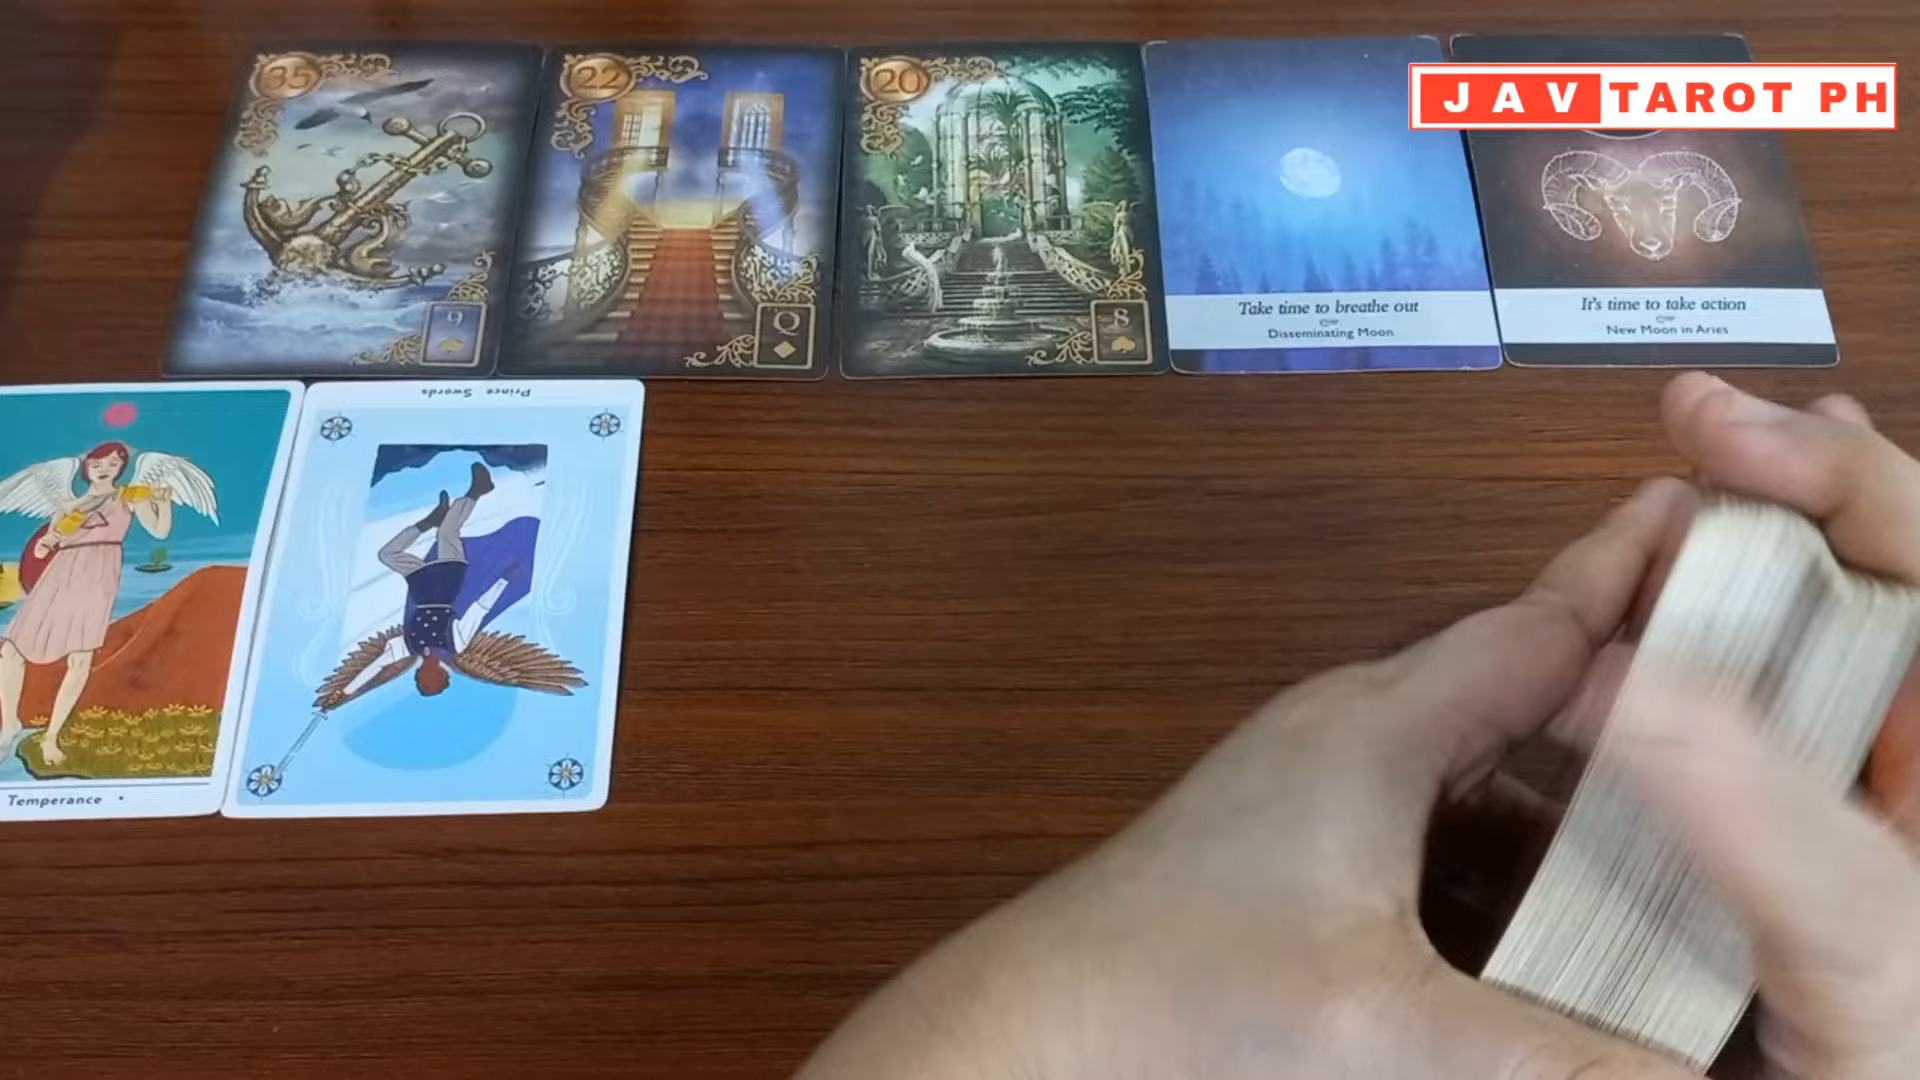 JAV TAROT PH
35
22
20
9
Q
8
Take time to breathe out
Disseminating Moon
It's time to take action
New Moon in Aries
Prince Swords
Temperance •